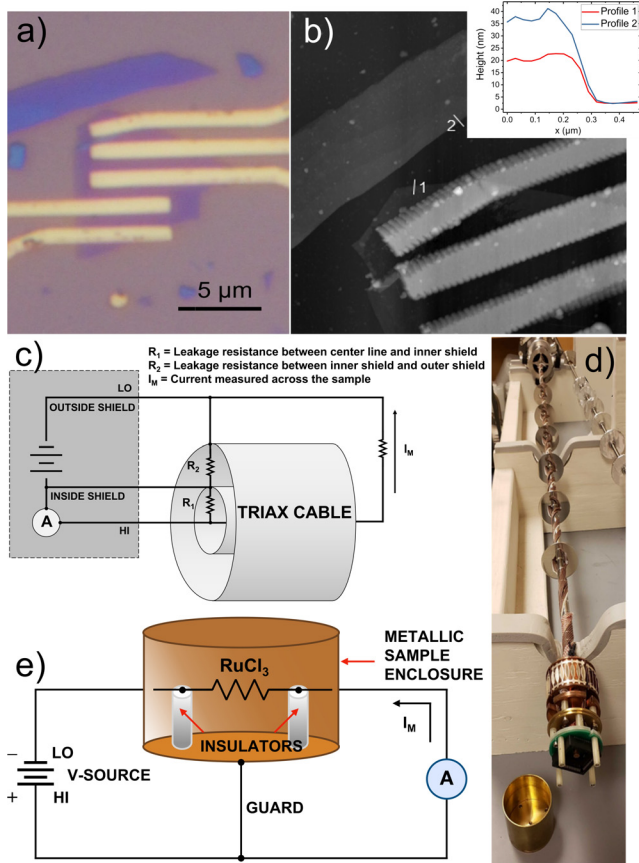 a)
5 µm
b)
2
1
Profile 1
Profile 2
Height (nm)
40
35
30
25
20
15
10
5
0
0.0 0.1 0.2 0.3 0.4
x (µm)
c)
R1 = Leakage resistance between center line and inner shield
R2 = Leakage resistance between inner shield and outer shield
IM = Current measured across the sample
LO
OUTSIDE SHIELD
R2
INSIDE SHIELD
R1
A
HI
TRIAX CABLE
IM
d)
e)
RuCl3
METALLIC
SAMPLE
ENCLOSURE
INSULATORS
IM
− LO
V-SOURCE
+ HI
GUARD
A